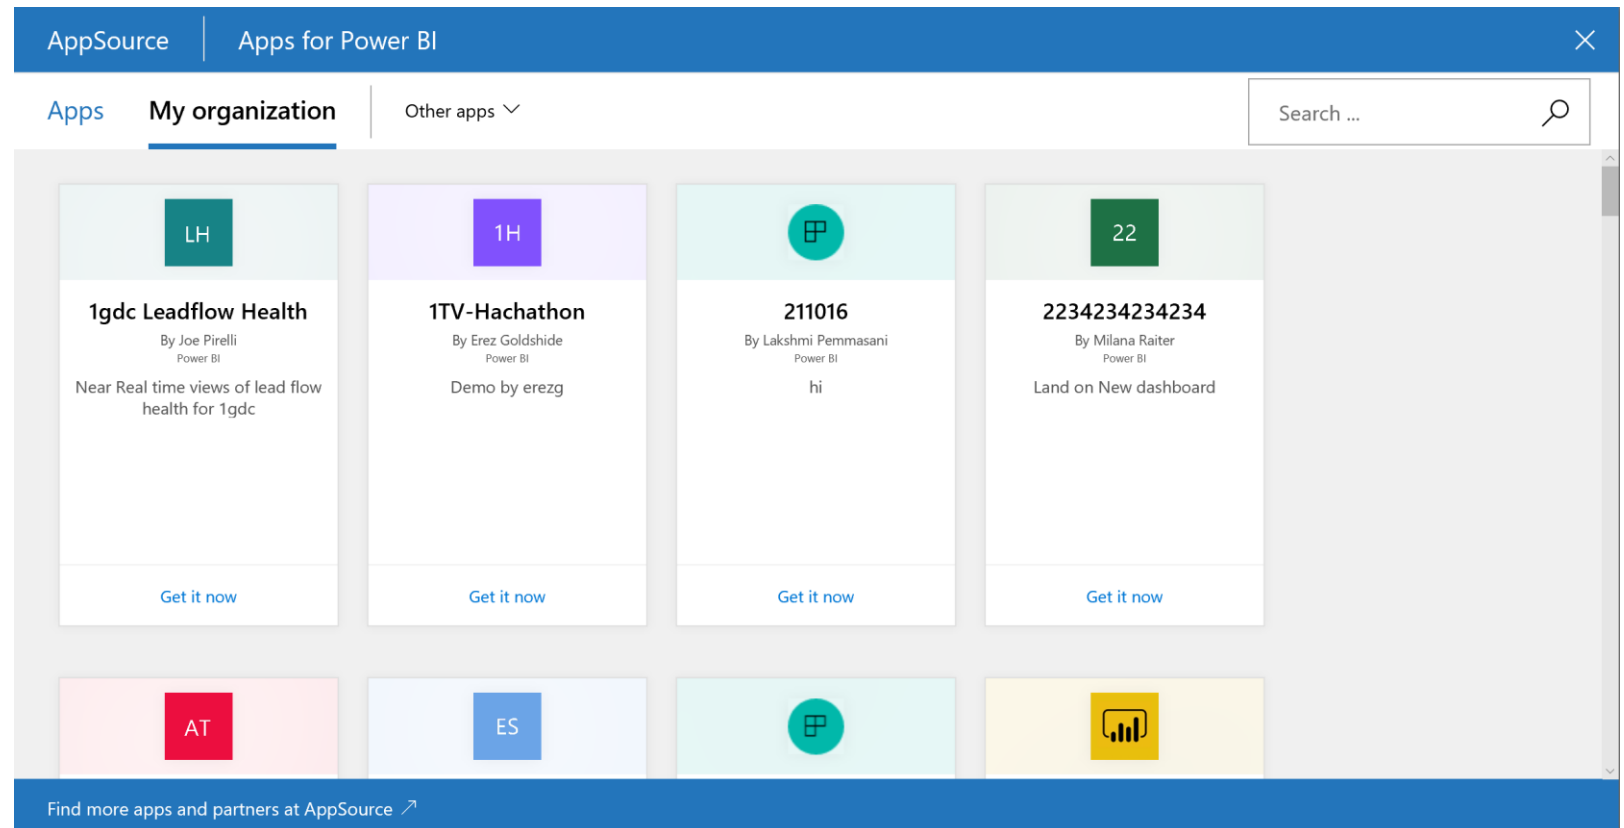 AppSource
Apps for Power BI
Apps
My organization
Other apps
Search ...
LH
1gdc Leadflow Health
By Joe Pirelli
Power BI
Near Real time views of lead flow
health for 1gdc
Get it now
1H
1TV-Hachathon
By Erez Goldshide
Power BI
Demo by erezg
Get it now
211016
By Lakshmi Pemmasani
Power BI
hi
Get it now
22
2234234234234
By Milana Raiter
Power BI
Land on New dashboard
Get it now
AT
ES
Find more apps and partners at AppSource